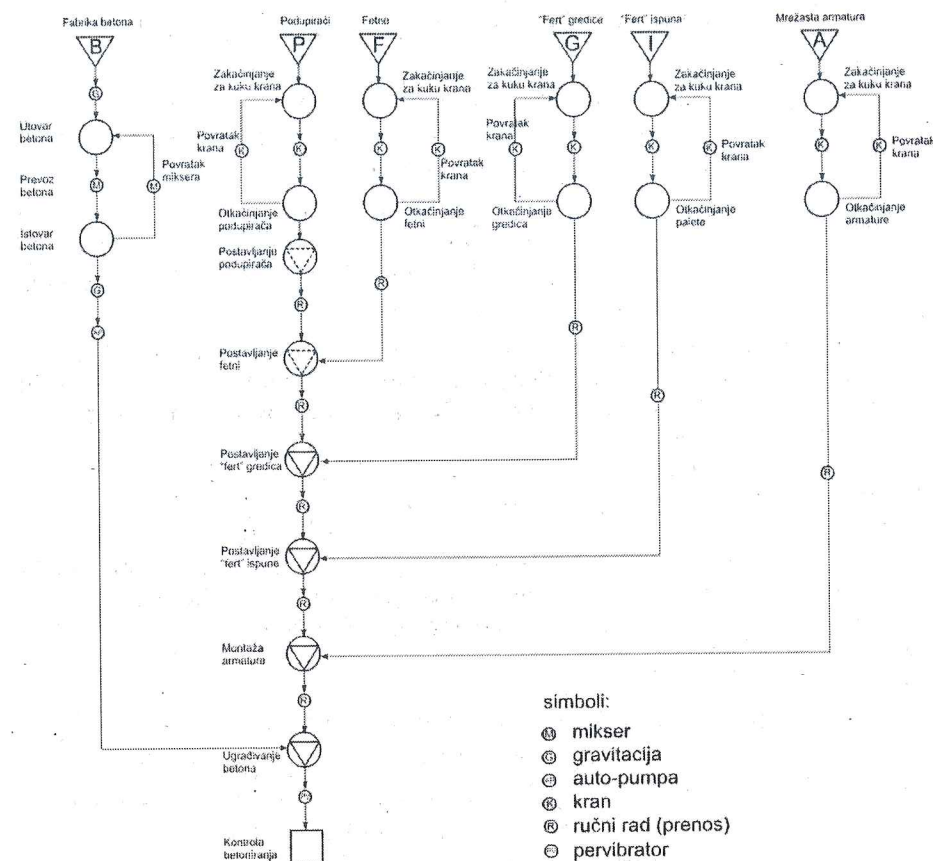 Fabrika betona
B
G
Utovar
betona
Prevoz
betona
M
Povratak
miksera
M
Istovar
betona
G
AP
Podupirači
P
Zakačinjanje
za kuku krana
Povratak
krana
K
K
Otkačinjanje
podupirača
Postavljanje
podupirača
R
Fetne
F
Zakačinjanje
za kuku krana
K
K
Povratak
krana
Otkačinjanje
fetni
R
Postavljanje
fetni
R
"Fert" gredice
G
Zakačinjanje
za kuku krana
Povratak
krana
K
K
Otkačinjanje
gredica
R
Postavljanje
"fert" gredica
R
"Fert" ispuna
I
Zakačinjanje
za kuku krana
K
K
Povratak
krana
Otkačinjanje
palete
R
Postavljanje
"fert" ispune
R
Mrežasta armatura
A
Zakačinjanje
za kuku krana
K
K
Povratak
krana
Otkačinjanje
armature
R
Montaža
armatura
R
Ugrađivanje
betona
Kontrola
betoniranja
simboli:
M mikser
G gravitacija
auto-pumpa
K kran
R ručni rad (prenos)
pervibrator